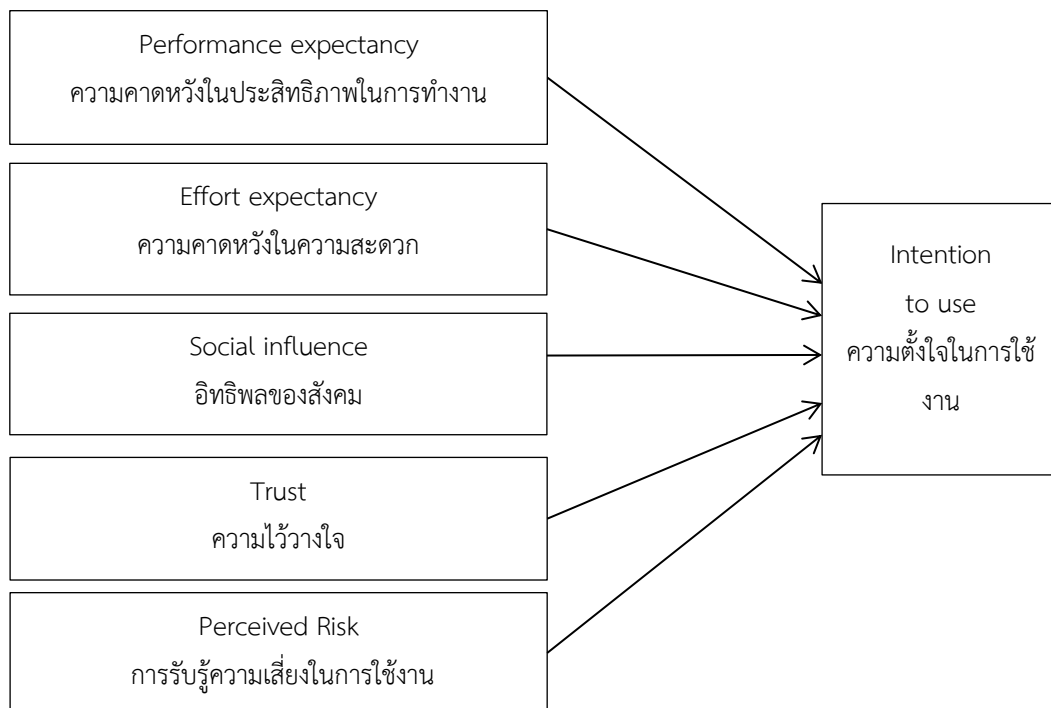 Performance expectancy
ความคาดหวังในประสิทธิภาพในการทำงาน
Effort expectancy
ความคาดหวังในความสะดวก
Social influence
อิทธิพลของสังคม
Trust
ความไว้วางใจ
Perceived Risk
การรับรู้ความเสี่ยงในการใช้งาน
Intention
to use
ความตั้งใจในการใช้
งาน